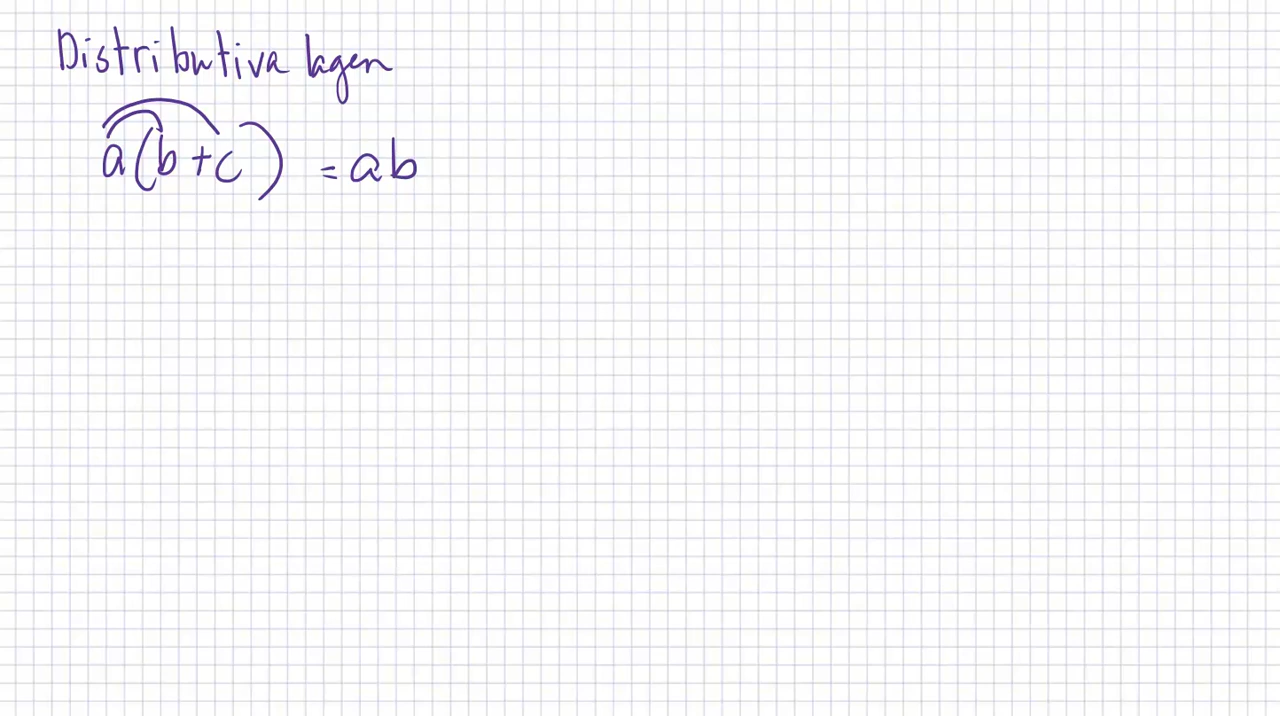 Distributiva lagen
a(b+c) = ab